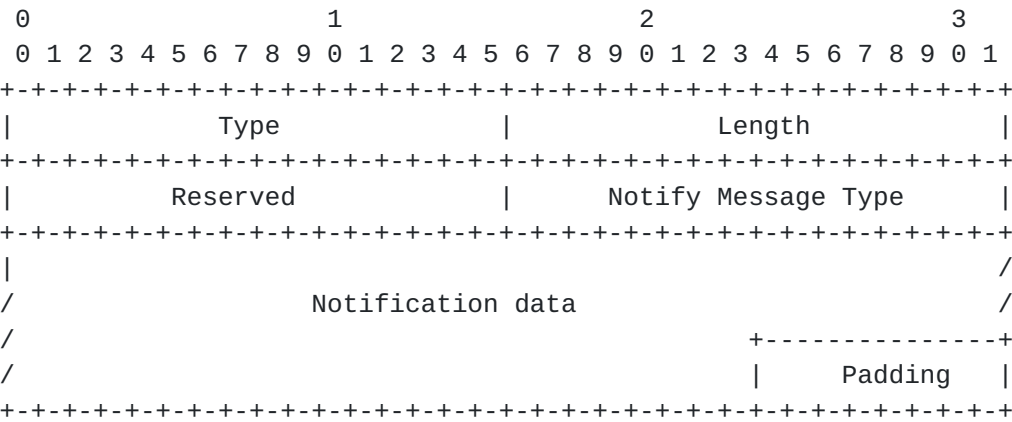 0                   1                   2                   3
 0 1 2 3 4 5 6 7 8 9 0 1 2 3 4 5 6 7 8 9 0 1 2 3 4 5 6 7 8 9 0 1
+-+-+-+-+-+-+-+-+-+-+-+-+-+-+-+-+-+-+-+-+-+-+-+-+-+-+-+-+-+-+-+-+
|             Type              |             Length            |
+-+-+-+-+-+-+-+-+-+-+-+-+-+-+-+-+-+-+-+-+-+-+-+-+-+-+-+-+-+-+-+-+
|          Reserved             |      Notify Message Type      |
+-+-+-+-+-+-+-+-+-+-+-+-+-+-+-+-+-+-+-+-+-+-+-+-+-+-+-+-+-+-+-+-+
|                                                               /
/                   Notification data                           /
/                                               +---------------+
/                                               |     Padding   |
+-+-+-+-+-+-+-+-+-+-+-+-+-+-+-+-+-+-+-+-+-+-+-+-+-+-+-+-+-+-+-+-+